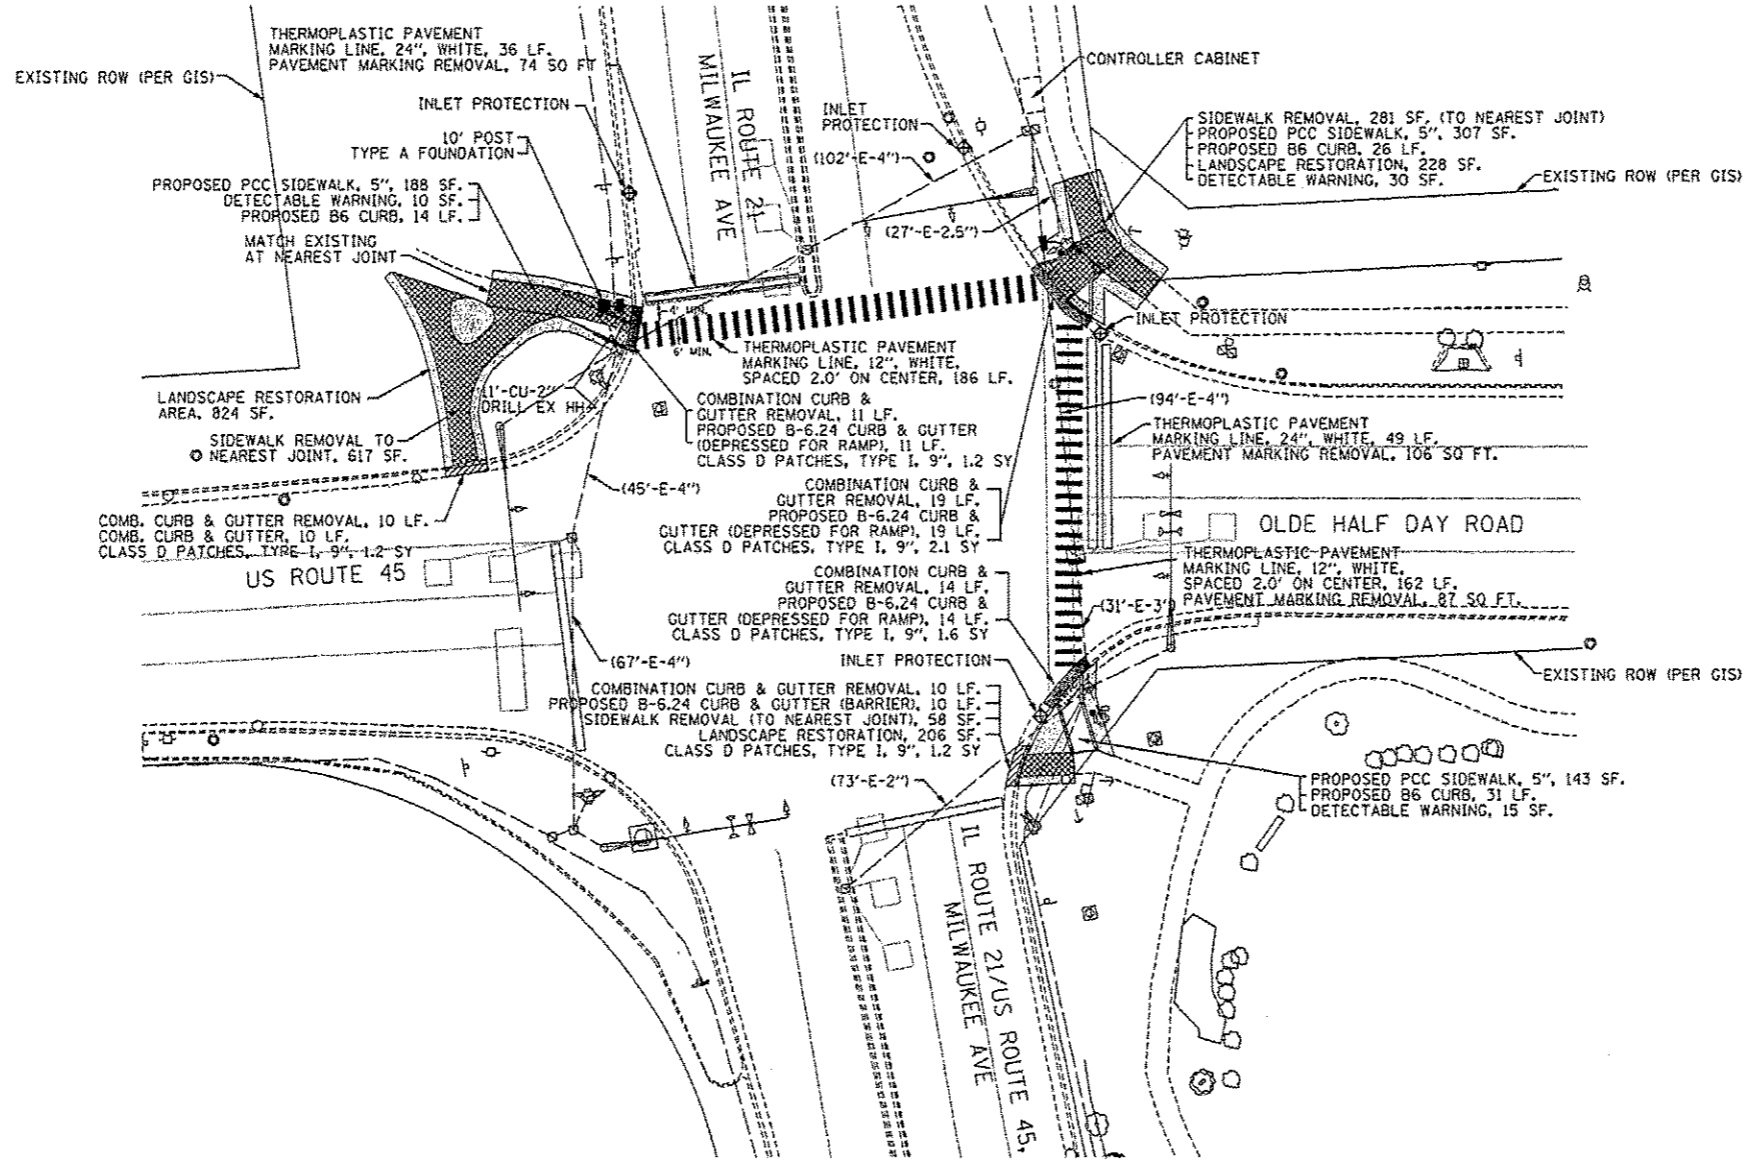 THERMOPLASTIC PAVEMENT
MARKING LINE, 24", WHITE, 36 LF.
PAVEMENT MARKING REMOVAL, 74 SQ FT
EXISTING ROW (PER GIS)
INLET PROTECTION
10' POST
TYPE A FOUNDATION
PROPOSED PCC SIDEWALK, 5", 188 SF.
DETECTABLE WARNING, 10 SF.
PROPOSED B6 CURB, 14 LF.
MATCH EXISTING
AT NEAREST JOINT
IL ROUTE 21
MILWAUKEE AVE
INLET
PROTECTION
(102'-E-4")
(27'-E-2.5")
CONTROLLER CABINET
SIDEWALK REMOVAL, 281 SF. (TO NEAREST JOINT)
PROPOSED PCC SIDEWALK, 5", 307 SF.
PROPOSED B6 CURB, 26 LF.
LANDSCAPE RESTORATION, 228 SF.
DETECTABLE WARNING, 30 SF.
EXISTING ROW (PER GIS)
4' MIN.
6' MIN.
INLET PROTECTION
THERMOPLASTIC PAVEMENT
MARKING LINE, 12", WHITE,
SPACED 2.0' ON CENTER, 186 LF.
LANDSCAPE RESTORATION
AREA, 824 SF.
SIDEWALK REMOVAL TO
NEAREST JOINT, 617 SF.
(1'-CU-2"
DRILL EX HH
COMBINATION CURB &
GUTTER REMOVAL, 11 LF.
PROPOSED B-6.24 CURB & GUTTER
(DEPRESSED FOR RAMP), 11 LF.
CLASS D PATCHES, TYPE I, 9", 1.2 SY
(94'-E-4")
THERMOPLASTIC PAVEMENT
MARKING LINE, 24", WHITE, 49 LF.
PAVEMENT MARKING REMOVAL, 106 SQ FT.
(45'-E-4")
COMBINATION CURB &
GUTTER REMOVAL, 19 LF.
PROPOSED B-6.24 CURB &
GUTTER (DEPRESSED FOR RAMP), 19 LF.
CLASS D PATCHES, TYPE I, 9", 2.1 SY
COMB. CURB & GUTTER REMOVAL, 10 LF.
COMB. CURB & GUTTER, 10 LF.
CLASS D PATCHES, TYPE I, 9", 1.2 SY
US ROUTE 45
OLDE HALF DAY ROAD
COMBINATION CURB &
GUTTER REMOVAL, 14 LF.
PROPOSED B-6.24 CURB &
GUTTER (DEPRESSED FOR RAMP), 14 LF.
CLASS D PATCHES, TYPE I, 9", 1.6 SY
THERMOPLASTIC PAVEMENT
MARKING LINE, 12", WHITE,
SPACED 2.0' ON CENTER, 162 LF.
PAVEMENT MARKING REMOVAL, 87 SQ FT.
(31'-E-3")
(67'-E-4")
INLET PROTECTION
EXISTING ROW (PER GIS)
COMBINATION CURB & GUTTER REMOVAL, 10 LF.
PROPOSED B-6.24 CURB & GUTTER (BARRIER), 10 LF.
SIDEWALK REMOVAL (TO NEAREST JOINT), 58 SF.
LANDSCAPE RESTORATION, 206 SF.
CLASS D PATCHES, TYPE I, 9", 1.2 SY
(73'-E-2")
PROPOSED PCC SIDEWALK, 5", 143 SF.
PROPOSED B6 CURB, 31 LF.
DETECTABLE WARNING, 15 SF.
IL ROUTE 21/US ROUTE 45,
MILWAUKEE AVE